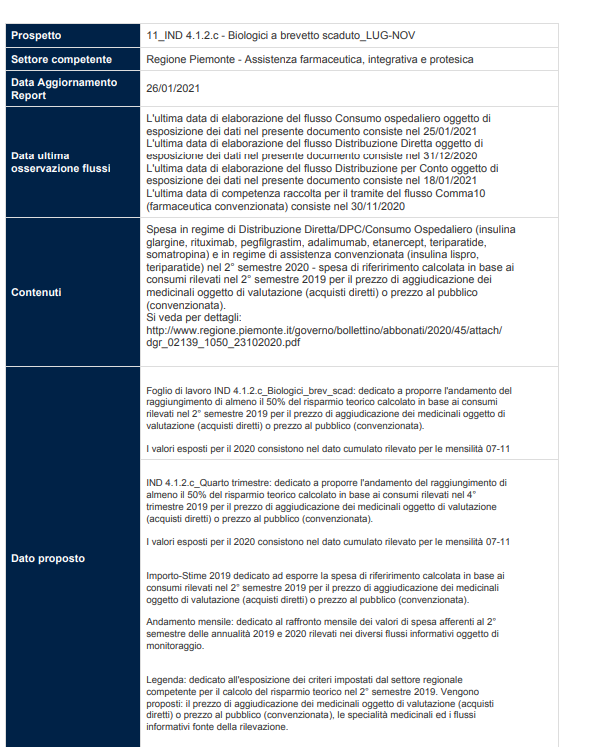 Prospetto
11_IND 4.1.2.c - Biologici a brevetto scaduto_LUG-NOV
Settore competente
Regione Piemonte - Assistenza farmaceutica, integrativa e protesica
Data Aggiornamento
Report
26/01/2021
Data ultima
osservazione flussi
L'ultima data di elaborazione del flusso Consumo ospedaliero oggetto di
esposizione dei dati nel presente documento consiste nel 25/01/2021
L'ultima data di elaborazione del flusso Distribuzione Diretta oggetto di
esposizione dei dati nel presente documento consiste nel 31/12/2020
L'ultima data di elaborazione del flusso Distribuzione per Conto oggetto di
esposizione dei dati nel presente documento consiste nel 18/01/2021
L'ultima data di competenza raccolta per il tramite del flusso Comma10
(farmaceutica convenzionata) consiste nel 30/11/2020
Contenuti
Spesa in regime di Distribuzione Diretta/DPC/Consumo Ospedaliero (insulina
glargine, rituximab, pegfilgrastim, adalimumab, etanercept, teriparatide,
somatropina) e in regime di assistenza convenzionata (insulina lispro,
teriparatide) nel 2° semestre 2020 - spesa di riferirimento calcolata in base ai
consumi rilevati nel 2° semestre 2019 per il prezzo di aggiudicazione dei
medicinali oggetto di valutazione (acquisti diretti) o prezzo al pubblico
(convenzionata).
Si veda per dettagli:
http://www.regione.piemonte.it/governo/bollettino/abbonati/2020/45/attach/
dgr_02139_1050_23102020.pdf
Dato proposto
Foglio di lavoro IND 4.1.2.c_Biologici_brev_scad: dedicato a proporre l'andamento del
raggiungimento di almeno il 50% del risparmio teorico calcolato in base ai consumi
rilevati nel 2° semestre 2019 per il prezzo di aggiudicazione dei medicinali oggetto di
valutazione (acquisti diretti) o prezzo al pubblico (convenzionata).
I valori esposti per il 2020 consistono nel dato cumulato rilevato per le mensilità 07-11
IND 4.1.2.c_Quarto trimestre: dedicato a proporre l'andamento del raggiungimento di
almeno il 50% del risparmio teorico calcolato in base ai consumi rilevati nel 4°
trimestre 2019 per il prezzo di aggiudicazione dei medicinali oggetto di valutazione
(acquisti diretti) o prezzo al pubblico (convenzionata).
I valori esposti per il 2020 consistono nel dato cumulato rilevato per le mensilità 07-11
Importo-Stime 2019 dedicato ad esporre la spesa di riferirimento calcolata in base ai
consumi rilevati nel 2° semestre 2019 per il prezzo di aggiudicazione dei medicinali
oggetto di valutazione (acquisti diretti) o prezzo al pubblico (convenzionata).
Andamento mensile: dedicato al raffronto mensile dei valori di spesa afferenti al 2°
semestre delle annualità 2019 e 2020 rilevati nei diversi flussi informativi oggetto di
monitoraggio.
Legenda: dedicato all'esposizione dei criteri impostati dal settore regionale
competente per il calcolo del risparmio teorico nel 2° semestre 2019. Vengono
proposti: il prezzo di aggiudicazione dei medicinali oggetto di valutazione (acquisti
diretti) o prezzo al pubblico (convenzionata), le specialità medicinali ed i flussi
informativi fonte della rilevazione.